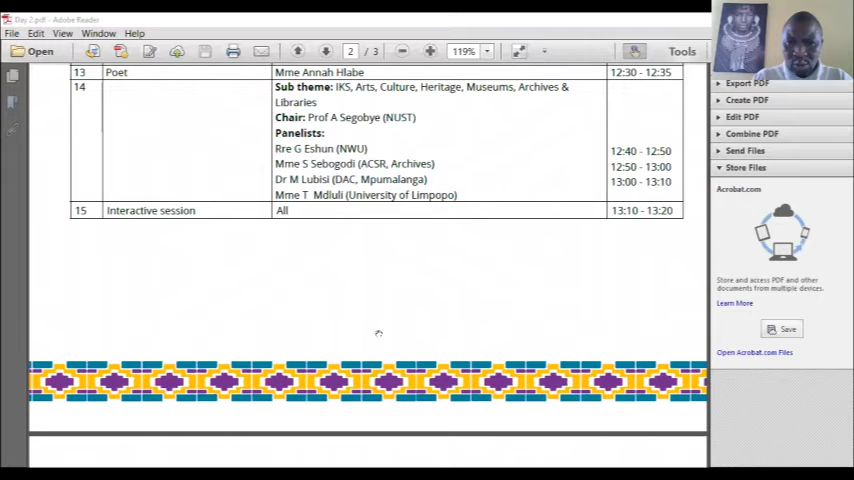 Day 2.pdf - Adobe Reader
File Edit View Window Help
Open 2 / 3 119% Tools
13 Poet Mme Annah Hlabe 12:30 - 12:35
14 Sub theme: IKS, Arts, Culture, Heritage, Museums, Archives &
Libraries
Chair: Prof A Segobye (NUST)
Panelists:
Rre G Eshun (NWU) 12:40 - 12:50
Mme S Sebogodi (ACSR, Archives) 12:50 - 13:00
Dr M Lubisi (DAC, Mpumalanga) 13:00 - 13:10
Mme T Mdluli (University of Limpopo)
15 Interactive session All 13:10 - 13:20
Export PDF
Create PDF
Edit PDF
Combine PDF
Send Files
Store Files
Acrobat.com
Store and access PDF and other
documents from multiple devices.
Learn More
Save
Open Acrobat.com Files